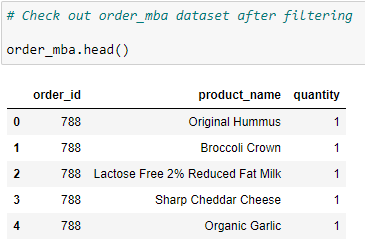 # Check out order_mba dataset after filtering
order_mba.head()
order_id product_name quantity
0 788 Original Hummus 1
1 788 Broccoli Crown 1
2 788 Lactose Free 2% Reduced Fat Milk 1
3 788 Sharp Cheddar Cheese 1
4 788 Organic Garlic 1